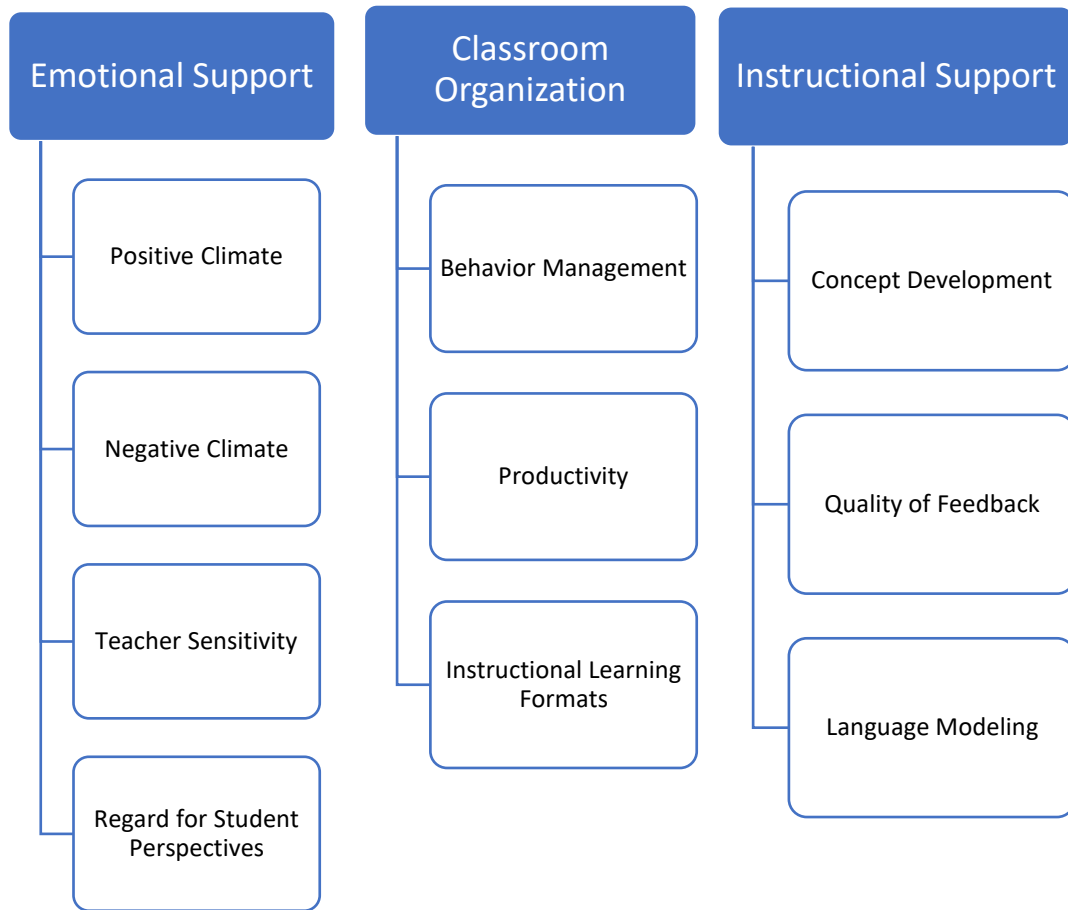 Emotional Support
Positive Climate
Negative Climate
Teacher Sensitivity
Regard for Student
Perspectives
Classroom
Organization
Behavior Management
Productivity
Instructional Learning
Formats
Instructional Support
Concept Development
Quality of Feedback
Language Modeling